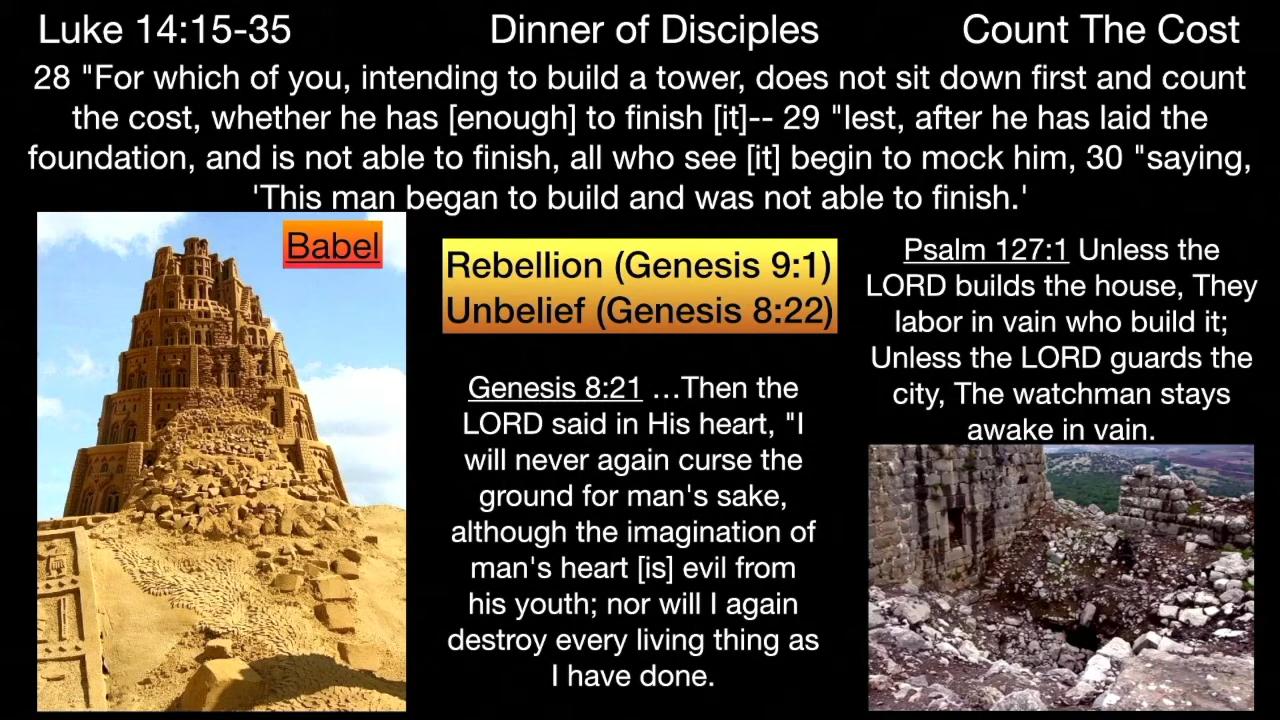 Luke 14:15-35 Dinner of Disciples Count The Cost
28 "For which of you, intending to build a tower, does not sit down first and count
the cost, whether he has [enough] to finish [it]-- 29 "lest, after he has laid the
foundation, and is not able to finish, all who see [it] begin to mock him, 30 "saying,
'This man began to build and was not able to finish.'
Babel
Rebellion (Genesis 9:1)
Unbelief (Genesis 8:22)
Genesis 8:21 …Then the
LORD said in His heart, "I
will never again curse the
ground for man's sake,
although the imagination of
man's heart [is] evil from
his youth; nor will I again
destroy every living thing as
I have done.
Psalm 127:1 Unless the
LORD builds the house, They
labor in vain who build it;
Unless the LORD guards the
city, The watchman stays
awake in vain.